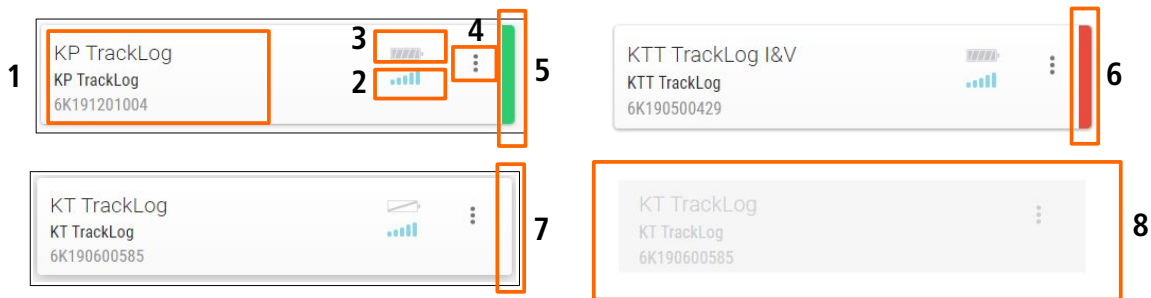 3
4
KP TrackLog
KP TrackLog
6K191201004
1
2
5
KTT TrackLog I&V
KTT TrackLog
6K190500429
6
KT TrackLog
KT TrackLog
6K190600585
7
KT TrackLog
KT TrackLog
6K190600585
8